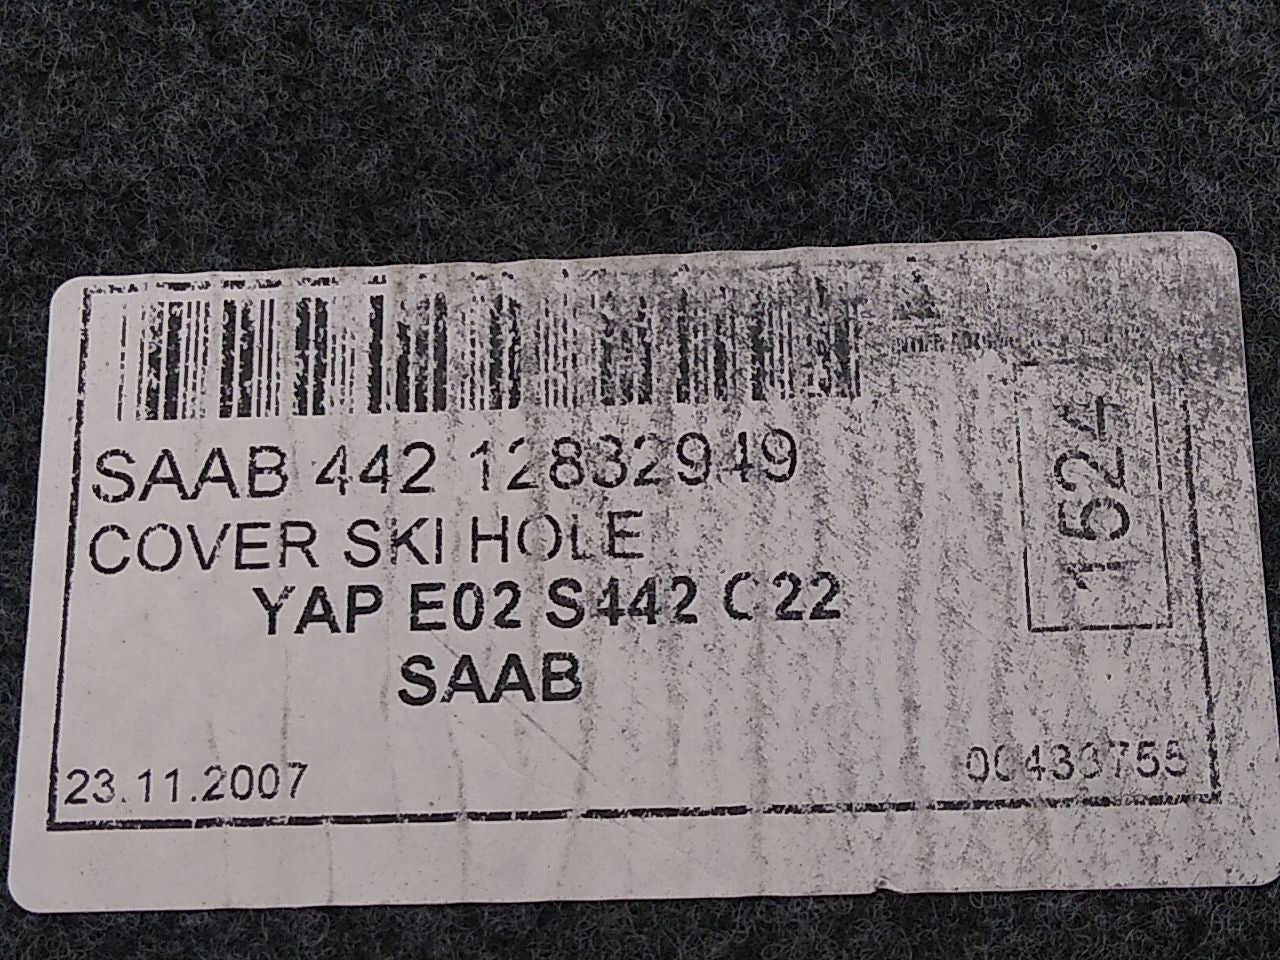 SAAB 442 12832949
COVER SKI HOLE
YAP E02 S442 C22
SAAB
23.11.2007
00433755
1524